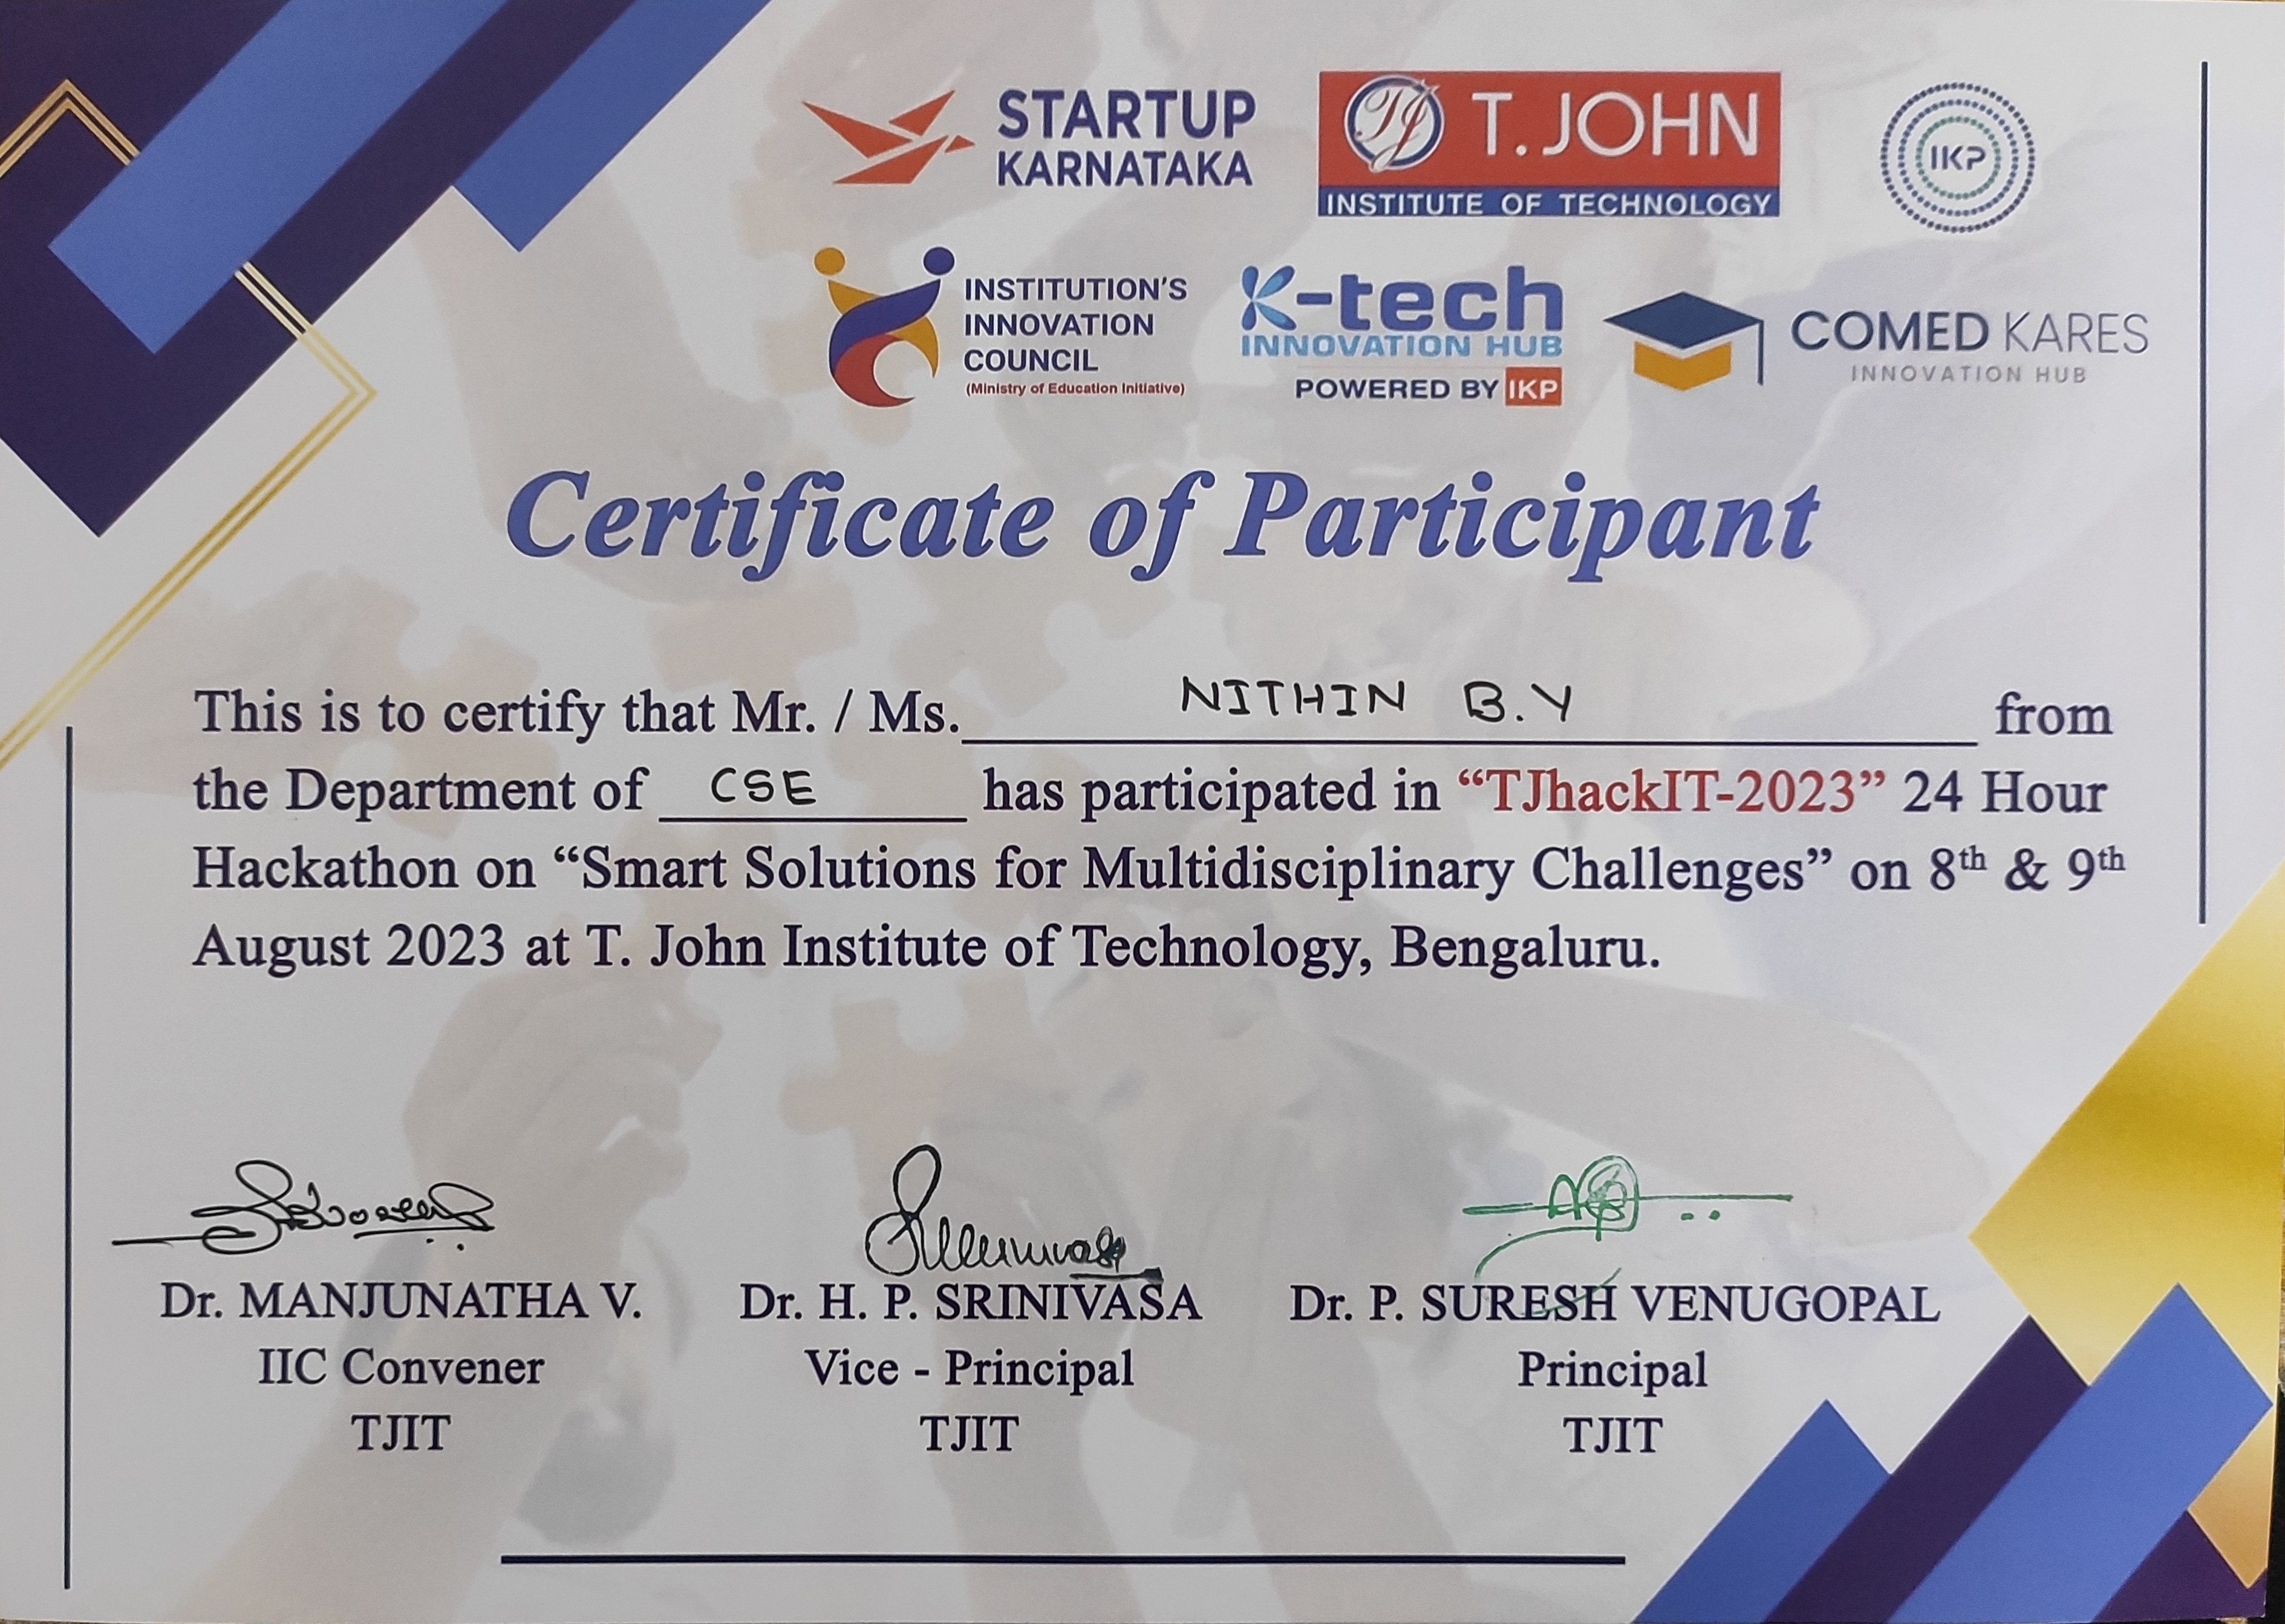 STARTUP
KARNATAKA
TJ T. JOHN
INSTITUTE OF TECHNOLOGY
IKP
INSTITUTION'S
INNOVATION
COUNCIL
(Ministry of Education Initiative)
K-tech
INNOVATION HUB
POWERED BY IKP
COMED KARES
INNOVATION HUB
Certificate of Participant
This is to certify that Mr. / Ms. NITHIN B.Y from
the Department of CSE has participated in “TJhackIT-2023” 24 Hour
Hackathon on “Smart Solutions for Multidisciplinary Challenges” on 8th & 9th
August 2023 at T. John Institute of Technology, Bengaluru.
Dr. MANJUNATHA V.
IIC Convener
TJIT
Dr. H. P. SRINIVASA
Vice - Principal
TJIT
Dr. P. SURESH VENUGOPAL
Principal
TJIT